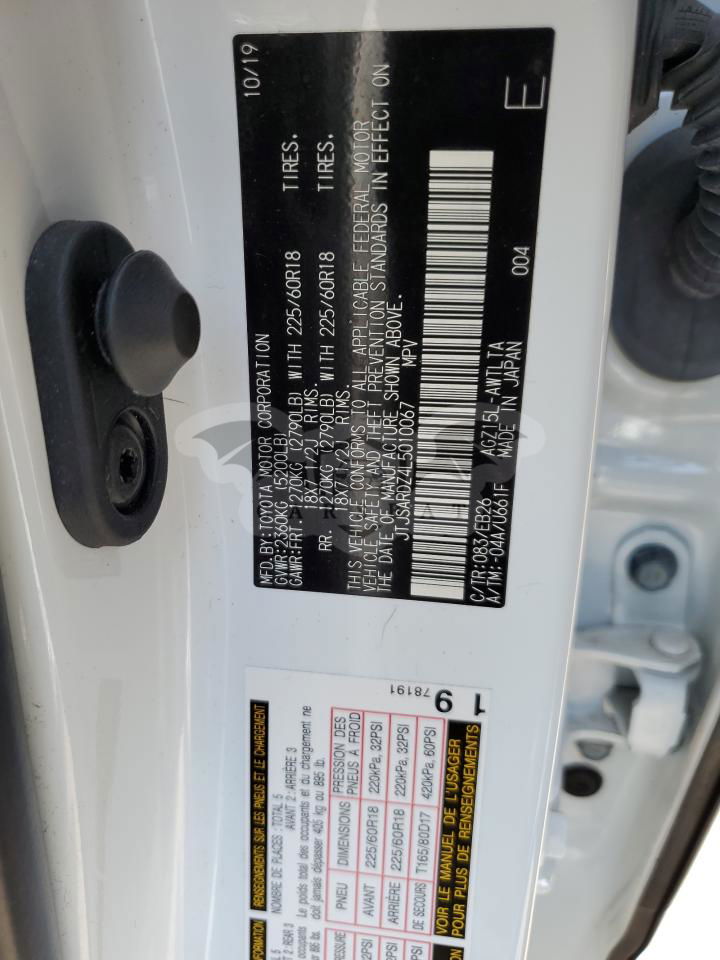 MFD.BY:TOYOTA MOTOR CORPORATION 10/19
GVWR:2360KG (5200LB)
GAWR:FRT. 1270KG (2790LB) WITH 225/60R18 TIRES.
18X7 1/2J RIMS.
RR. 1270KG (2790LB) WITH 225/60R18 TIRES.
18X7 1/2J RIMS.
THIS VEHICLE CONFORMS TO ALL APPLICABLE FEDERAL MOTOR
VEHICLE SAFETY AND THEFT PREVENTION STANDARDS IN EFFECT ON
THE DATE OF MANUFACTURE SHOWN ABOVE.
JTJSARDZ4L5010067 MPV
C/TR:083/EB26 AGZ15L-AWTLTA 004
A/TM:-04A/U661F MADE IN JAPAN
E
RENSEIGNEMENTS SUR LES PNEUS ET LE CHARGEMENT
NOMBRE DE PLACES : TOTAL 5
AVANT 2 : ARRIÈRE 3
Le poids total des occupants et du chargement ne
doit jamais dépasser 405 kg ou 895 lb.
PNEU DIMENSIONS PRESSION DES PNEUS À FROID
AVANT 225/60R18 220kPa, 32PSI
ARRIÈRE 225/60R18 220kPa, 32PSI
DE SECOURS T165/80D17 420kPa, 60PSI
VOIR LE MANUEL DE L'USAGER
POUR PLUS DE RENSEIGNEMENTS
19
78191